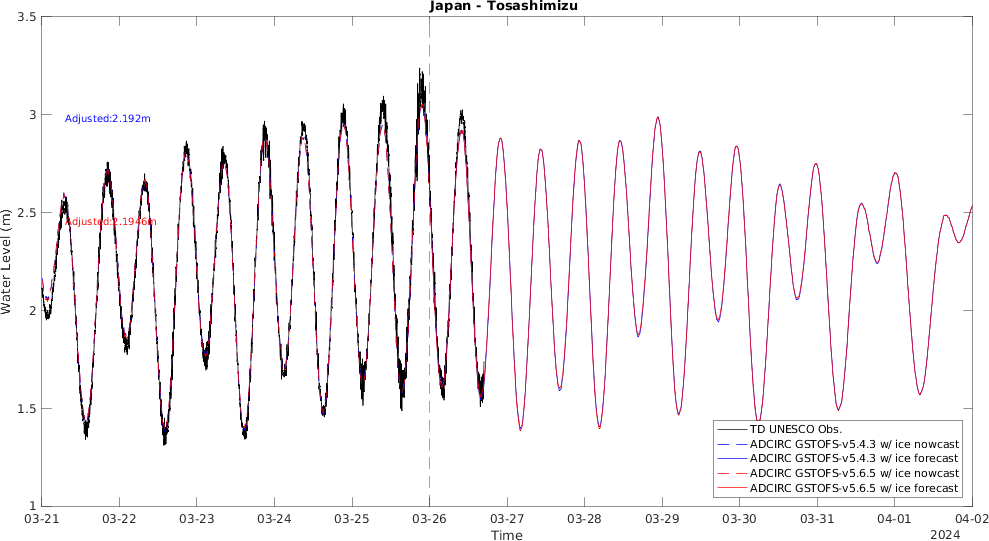 Japan - Tosashimizu
3.5
3
2.5
2
1.5
1
Water Level (m)
Adjusted:2.192m
Adjusted:2.1946m
TD UNESCO Obs.
ADCIRC GSTOFS-v5.4.3 w/ ice nowcast
ADCIRC GSTOFS-v5.4.3 w/ ice forecast
ADCIRC GSTOFS-v5.6.5 w/ ice nowcast
ADCIRC GSTOFS-v5.6.5 w/ ice forecast
03-21 03-22 03-23 03-24 03-25 03-26 03-27 03-28 03-29 03-30 03-31 04-01 04-02
Time
2024